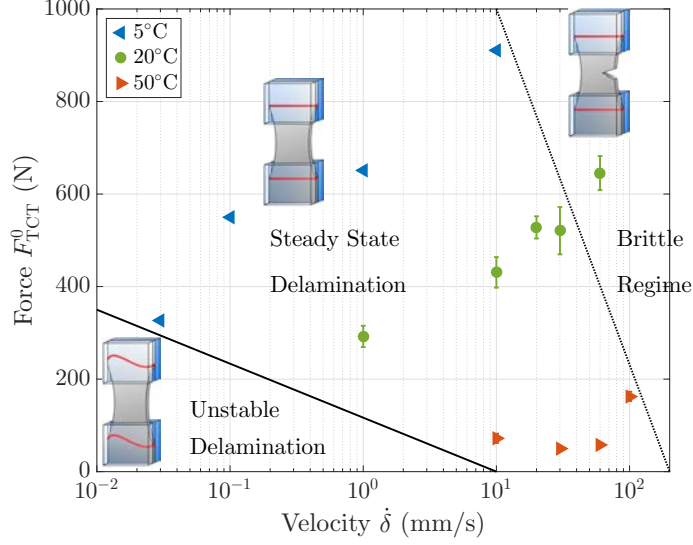 1000
800
600
400
200
0
Force F⁰_TCT (N)
5°C
20°C
50°C
Steady State
Delamination
Brittle
Regime
Unstable
Delamination
10⁻² 10⁻¹ 10⁰ 10¹ 10²
Velocity δ̇ (mm/s)